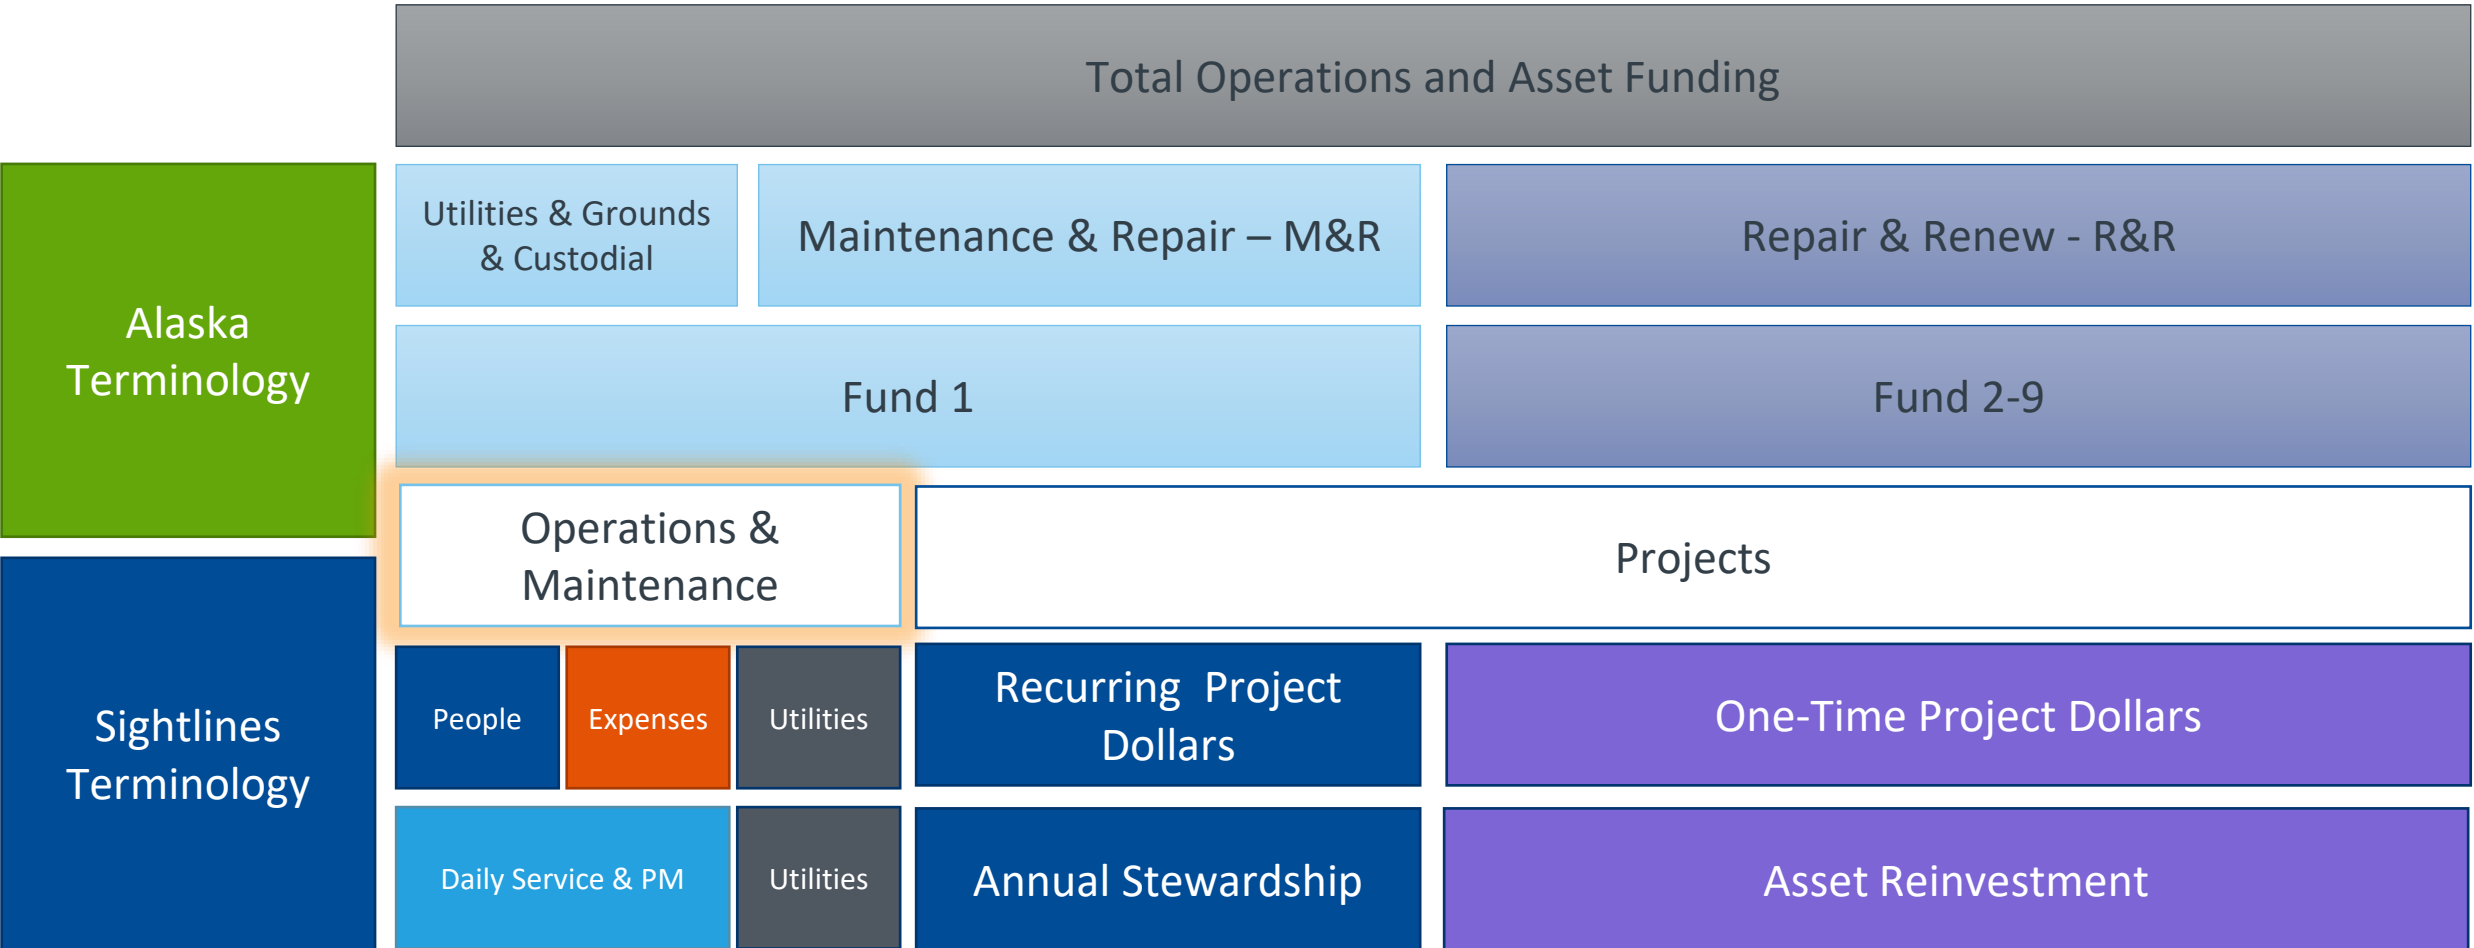 Total Operations and Asset Funding
Alaska
Terminology
Utilities & Grounds
& Custodial
Maintenance & Repair – M&R
Repair & Renew - R&R
Fund 1
Fund 2-9
Operations &
Maintenance
Projects
Sightlines
Terminology
People
Expenses
Utilities
Recurring Project
Dollars
One-Time Project Dollars
Daily Service & PM
Utilities
Annual Stewardship
Asset Reinvestment